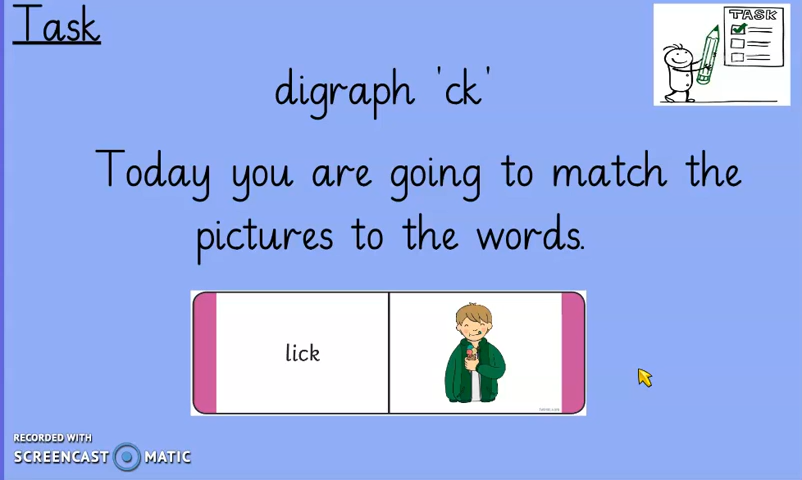 Task
TASK
digraph 'ck'
Today you are going to match the
pictures to the words.
lick
RECORDED WITH
SCREENCAST MATIC